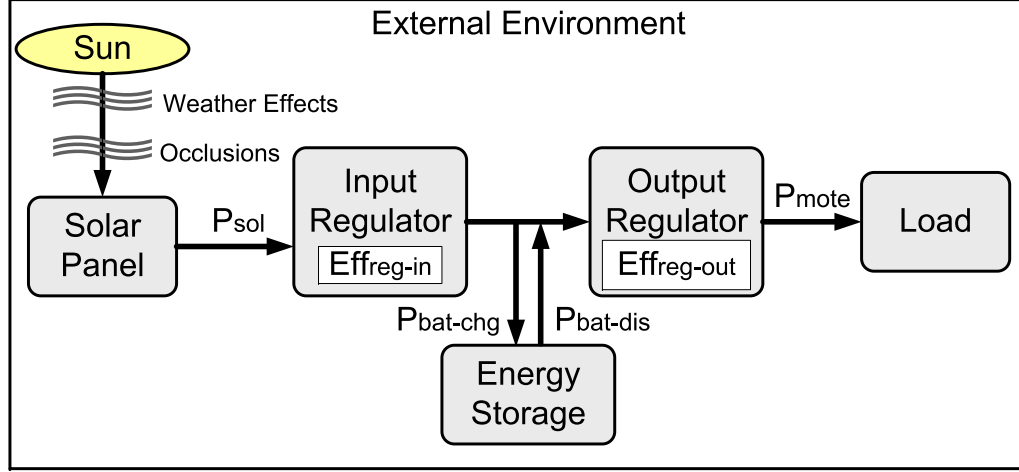 External Environment
Sun
Weather Effects
Occlusions
Solar
Panel
Psol
Input
Regulator
Effreg-in
Output
Regulator
Effreg-out
Pmote
Load
Pbat-chg
Pbat-dis
Energy
Storage